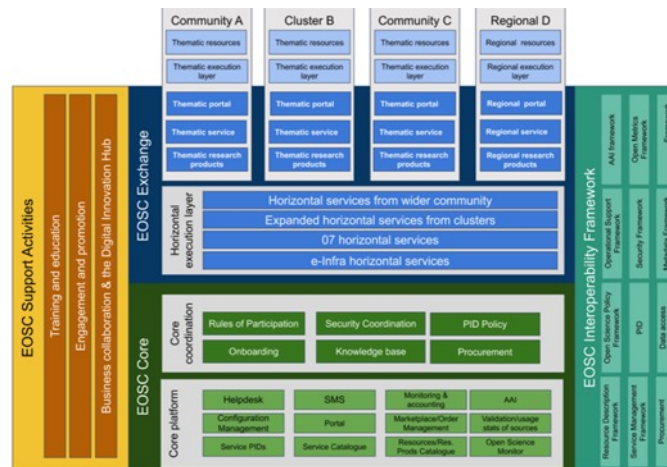 Community A
Cluster B
Community C
Regional D
Thematic resources
Thematic resources
Thematic resources
Regional resources
Thematic execution
layer
Thematic execution
layer
Thematic execution
layer
Regional execution
layer
Thematic portal
Thematic portal
Thematic portal
Regional portal
Thematic service
Thematic service
Thematic service
Regional service
Thematic research
products
Thematic research
products
Thematic research
products
Regional research
products
EOSC Exchange
Horizontal
execution layer
Horizontal services from wider community
Expanded horizontal services from clusters
07 horizontal services
e-Infra horizontal services
EOSC Support Activities
Training and education
Engagement and promotion
Business collaboration & the Digital Innovation Hub
EOSC Core
Core
coordination
Rules of Participation
Security Coordination
PID Policy
Onboarding
Knowledge base
Procurement
Core platform
Helpdesk
SMS
Monitoring &
accounting
AAI
Configuration
Management
Portal
Marketplace/Order
Management
Validation/usage
stats of sources
Service PIDs
Service Catalogue
Resources/Res.
Prods Catalogue
Open Science
Monitor
EOSC Interoperability Framework
AAI framework
Open Metrics
Framework
Operational Support
Framework
Security Framework
Open Science Policy
Framework
PID
Data access
Resource Description
Framework
Service Management
Framework
Procurement